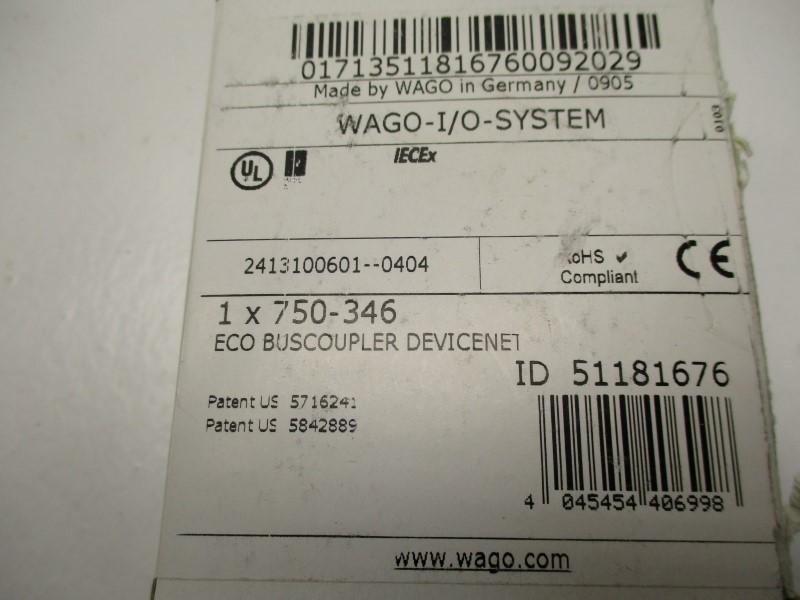 01713511816760092029
Made by WAGO in Germany / 0905
WAGO-I/O-SYSTEM
0103
UL
IECEx
2413100601--0404
RoHS ✔
Compliant
CE
1 x 750-346
ECO BUSCOUPLER DEVICENET
ID 51181676
Patent US 5716241
Patent US 5842889
4 045454 406998
www.wago.com